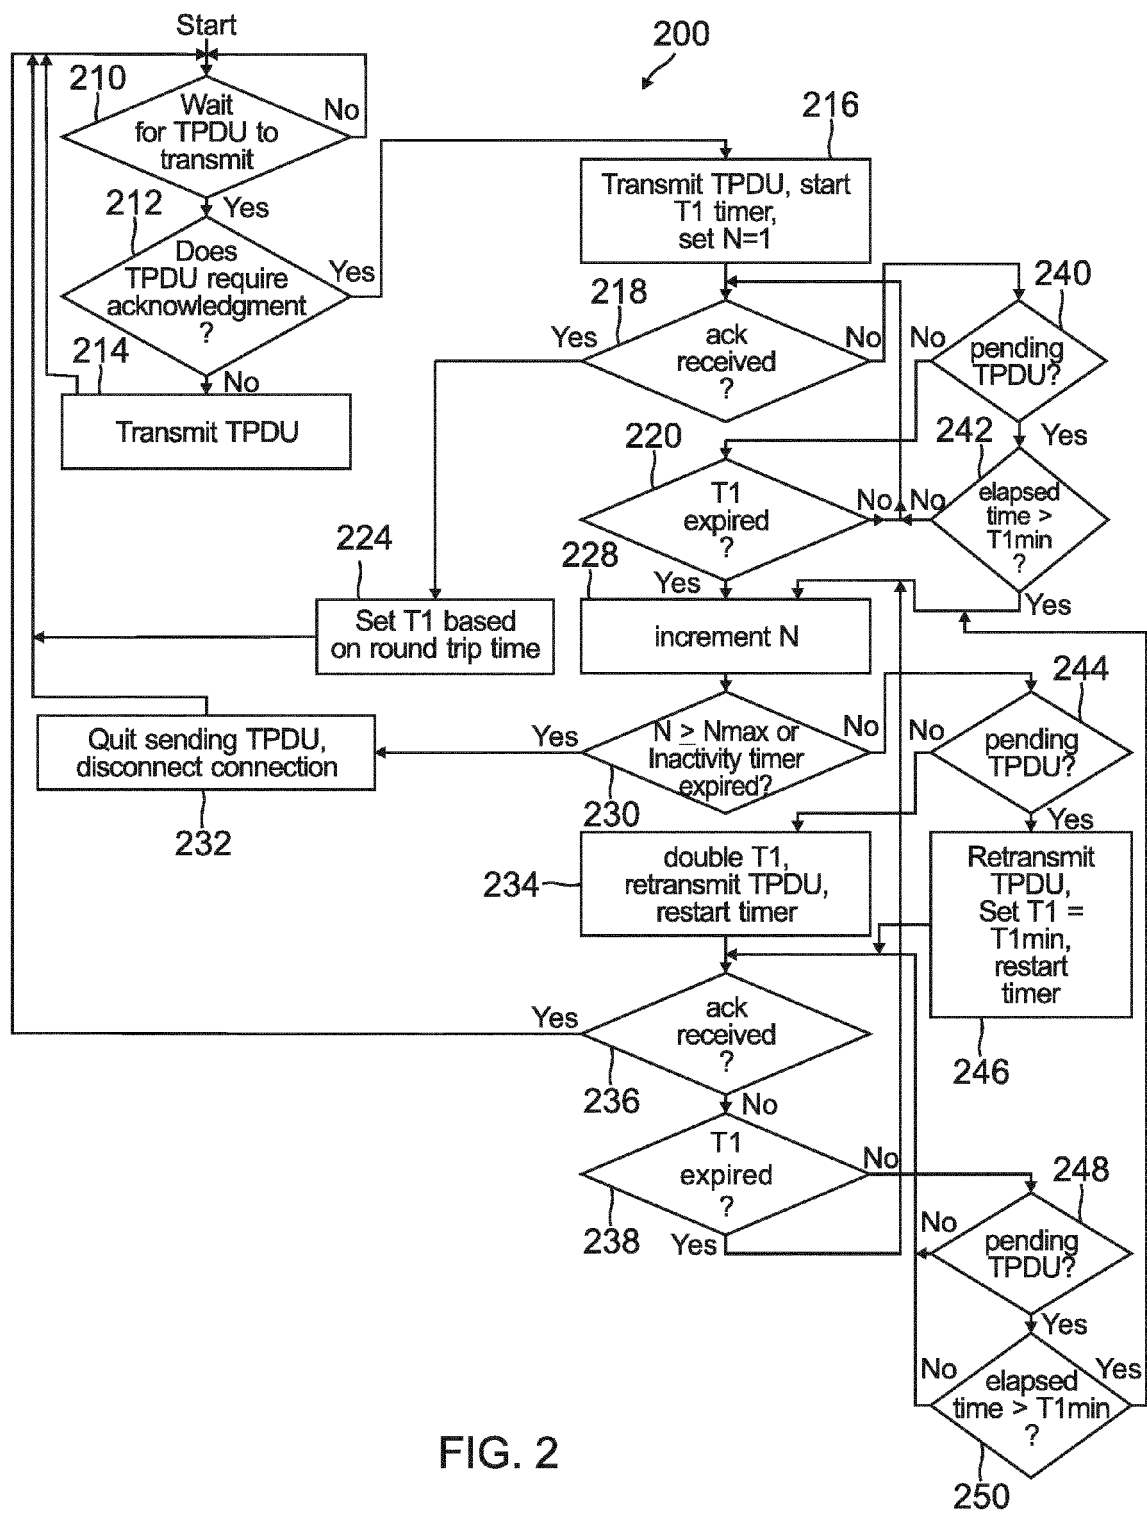 Start
200
210
Wait
for TPDU to
transmit
No
216
Transmit TPDU, start
T1 timer,
set N=1
212
Yes
Does
TPDU require
acknowledgment
?
Yes
214
No
Transmit TPDU
218
Yes
ack
received
?
No
240
No
pending
TPDU?
Yes
220
T1
expired
?
No
Yes
242
No
elapsed
time >
T1min
?
Yes
224
Set T1 based
on round trip time
228
increment N
244
No
pending
TPDU?
Yes
Yes
N ≥ Nmax or
Inactivity timer
expired?
No
230
Quit sending TPDU,
disconnect connection
232
234
double T1,
retransmit TPDU,
restart timer
Retransmit
TPDU,
Set T1 =
T1min,
restart
timer
246
Yes
ack
received
?
236
No
T1
expired
?
No
238
Yes
248
No
pending
TPDU?
Yes
No
elapsed
time > T1min
?
Yes
250
FIG. 2